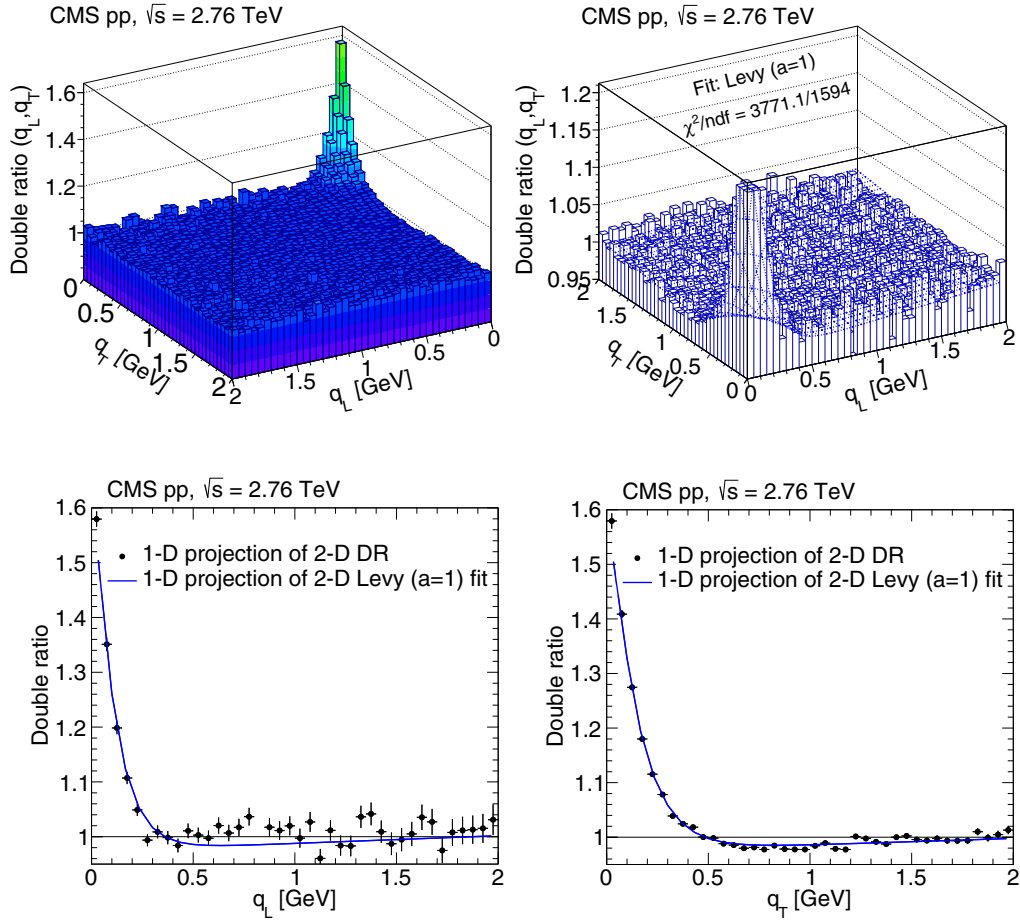 CMS pp, √s = 2.76 TeV
Double ratio (q_L,q_T)
1.6
1.4
1.2
1
0
0.5
1
1.5
2
q_T [GeV]
2
1.5
1
0.5
0
q_L [GeV]
CMS pp, √s = 2.76 TeV
Fit: Levy (a=1)
χ²/ndf = 3771.1/1594
Double ratio (q_L,q_T)
1.2
1.15
1.1
1.05
1
0.95
2
1.5
1
0.5
0
q_T [GeV]
0
0.5
1
1.5
2
q_L [GeV]
CMS pp, √s = 2.76 TeV
1-D projection of 2-D DR
1-D projection of 2-D Levy (a=1) fit
Double ratio
1.6
1.5
1.4
1.3
1.2
1.1
1
0
0.5
1
1.5
2
q_L [GeV]
CMS pp, √s = 2.76 TeV
1-D projection of 2-D DR
1-D projection of 2-D Levy (a=1) fit
Double ratio
1.6
1.5
1.4
1.3
1.2
1.1
1
0
0.5
1
1.5
2
q_T [GeV]